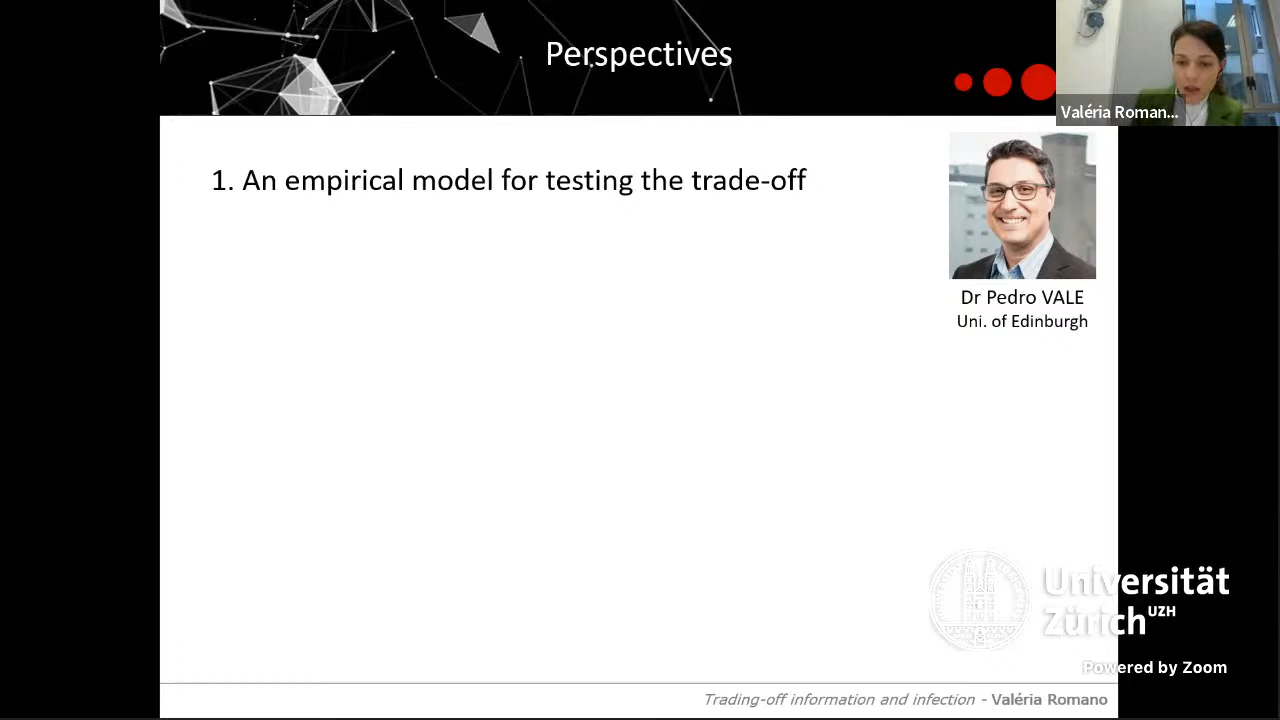 Perspectives
Valéria Roman...
1. An empirical model for testing the trade-off
Dr Pedro VALE
Uni. of Edinburgh
Universität
Zürich UZH
Powered by Zoom
Trading-off information and infection - Valéria Romano